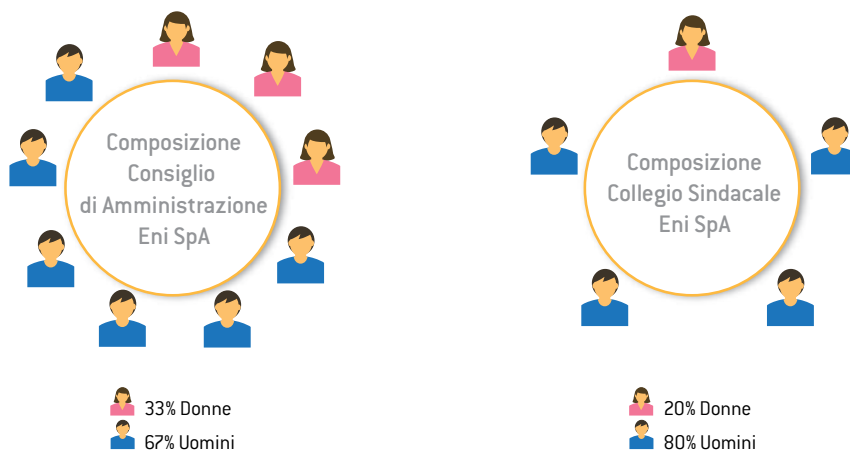 Composizione
Consiglio
di Amministrazione
Eni SpA
33% Donne
67% Uomini
Composizione
Collegio Sindacale
Eni SpA
20% Donne
80% Uomini